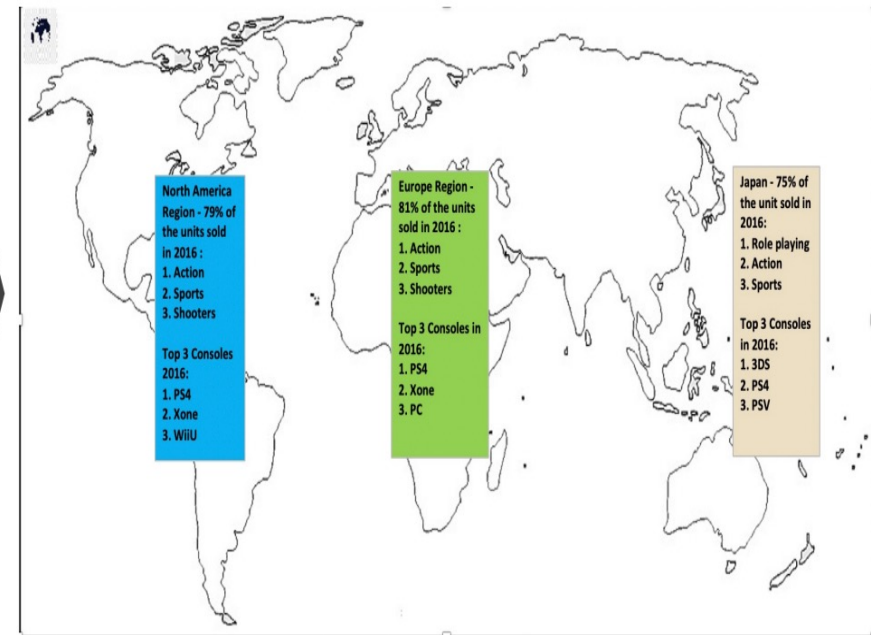 North America
Region - 79% of
the units sold
in 2016 :
1. Action
2. Sports
3. Shooters
Top 3 Consoles
2016:
1. PS4
2. Xone
3. WiiU
Europe Region -
81% of the units
sold in 2016 :
1. Action
2. Sports
3. Shooters
Top 3 Consoles in
2016:
1. PS4
2. Xone
3. PC
Japan - 75% of
the unit sold in
2016:
1. Role playing
2. Action
3. Sports
Top 3 Consoles
in 2016:
1. 3DS
2. PS4
3. PSV